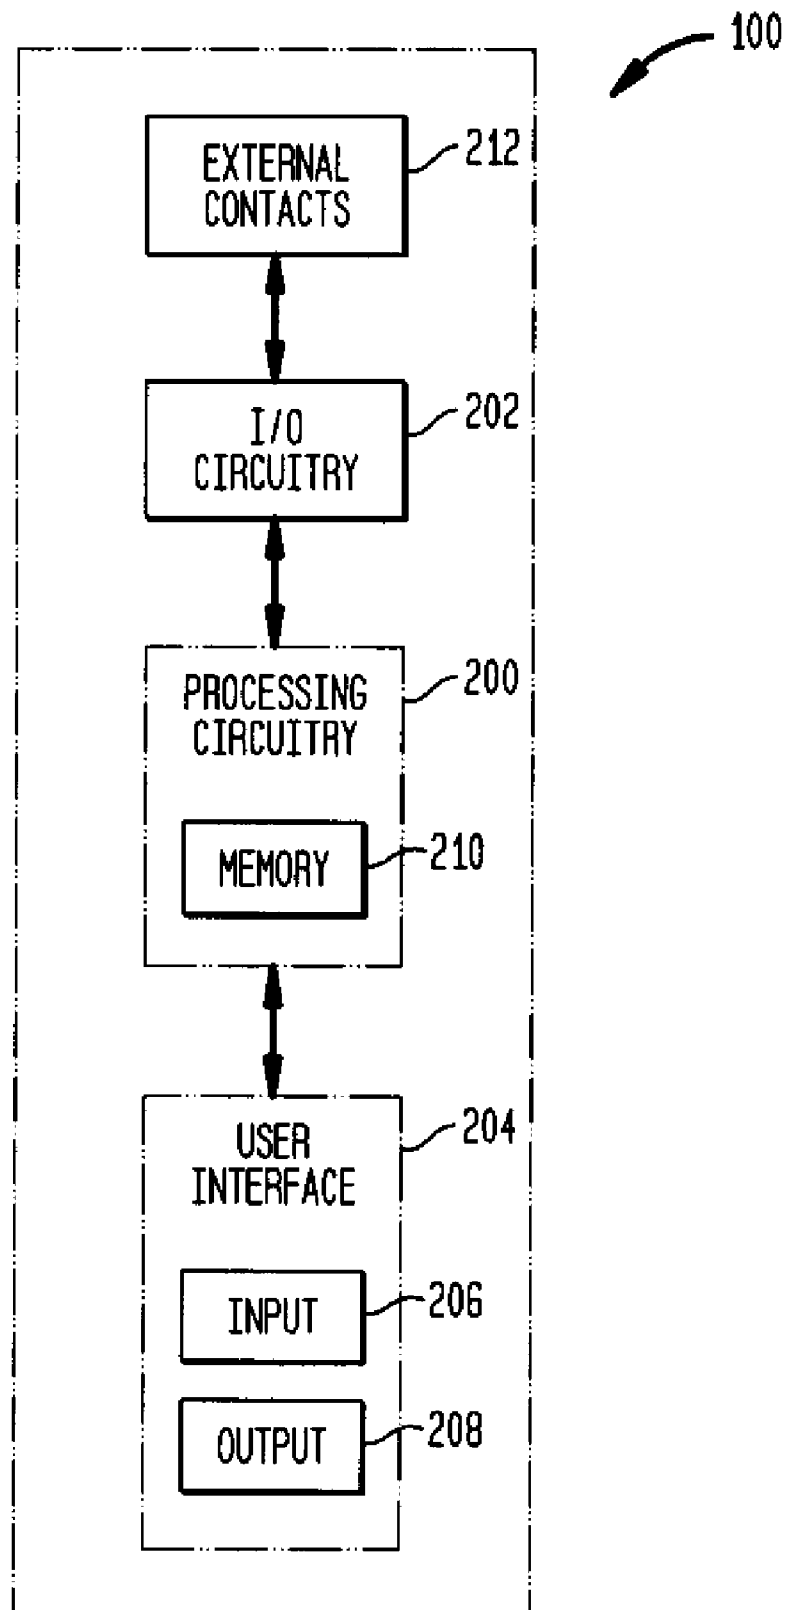 100
EXTERNAL
CONTACTS
212
I/O
CIRCUITRY
202
PROCESSING
CIRCUITRY
200
MEMORY
210
USER
INTERFACE
204
INPUT
206
OUTPUT
208